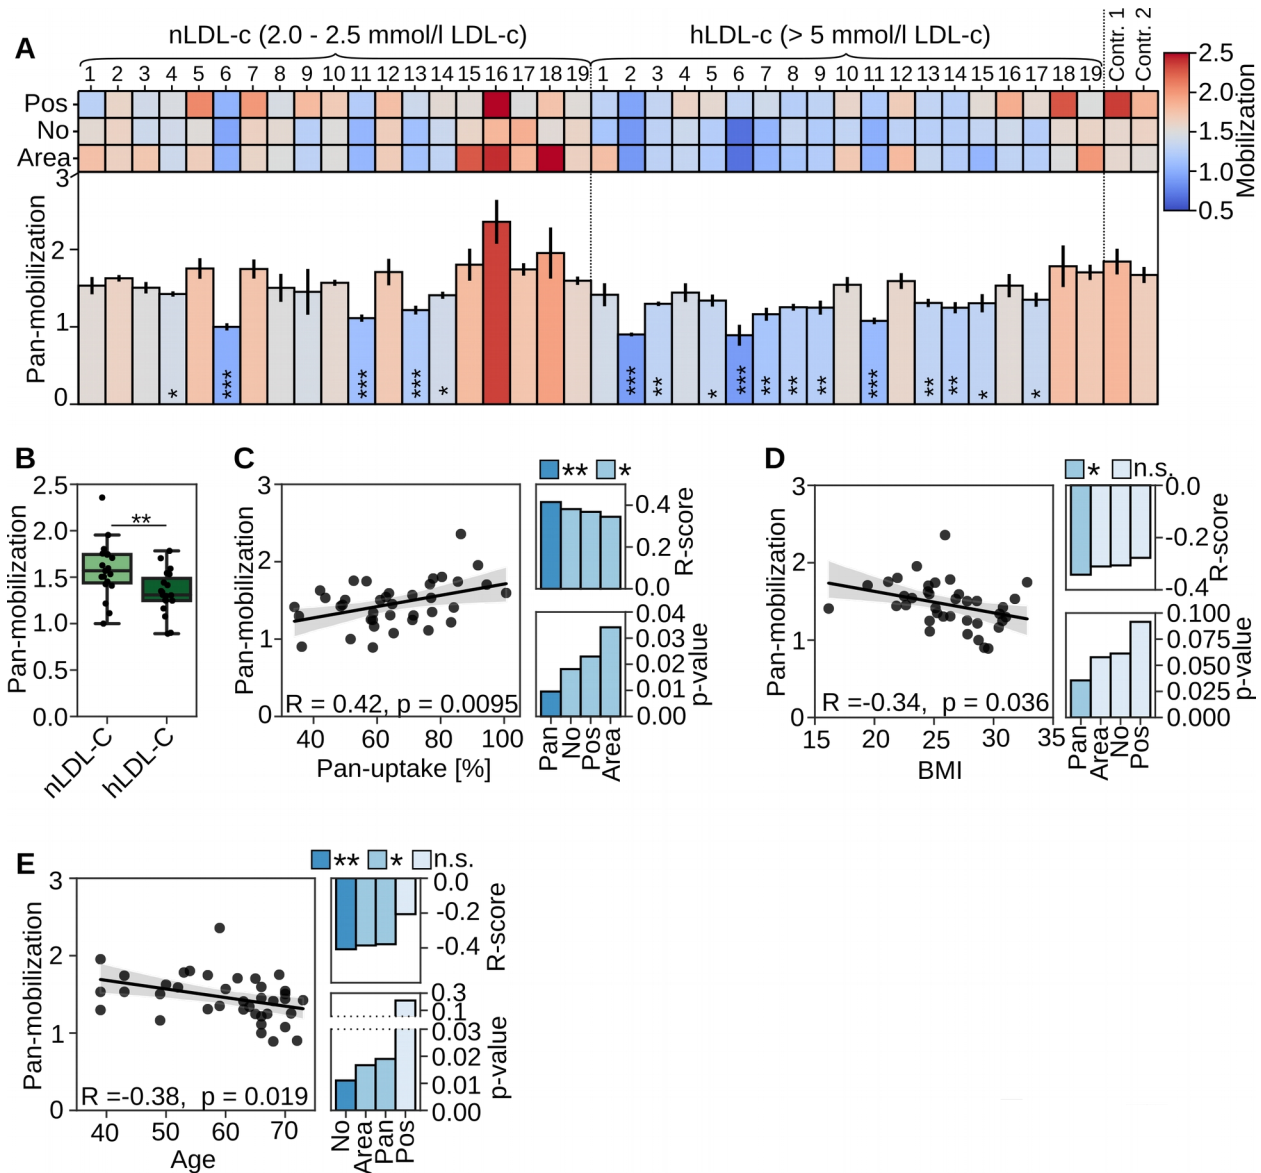 A
nLDL-c (2.0 - 2.5 mmol/l LDL-c)
hLDL-c (> 5 mmol/l LDL-c)
Contr. 1
Contr. 2
1 2 3 4 5 6 7 8 9 10 11 12 13 14 15 16 17 18 19 1 2 3 4 5 6 7 8 9 10 11 12 13 14 15 16 17 18 19
Pos
No
Area
2.5
2.0
1.5
1.0
0.5
Mobilization
3
2
1
0
Pan-mobilization
* *** *** *** * *** ** * *** ** ** ** *** ** ** * *
B
2.5
2.0
1.5
1.0
0.5
0.0
Pan-mobilization
**
nLDL-C
hLDL-C
C
3
2
1
0
Pan-mobilization
R = 0.42, p = 0.0095
40 60 80 100
Pan-uptake [%]
** *
0.4
0.2
0.0
R-score
0.04
0.03
0.02
0.01
0.00
p-value
Pan
No
Pos
Area
D
3
2
1
0
Pan-mobilization
R =-0.34, p = 0.036
15 20 25 30 35
BMI
* n.s.
0.0
-0.2
-0.4
R-score
0.100
0.075
0.050
0.025
0.000
p-value
Pan
Area
No
Pos
E
3
2
1
0
Pan-mobilization
R =-0.38, p = 0.019
40 50 60 70
Age
** * n.s.
0.0
-0.2
-0.4
R-score
0.3
0.1
0.03
0.02
0.01
0.00
p-value
No
Area
Pan
Pos